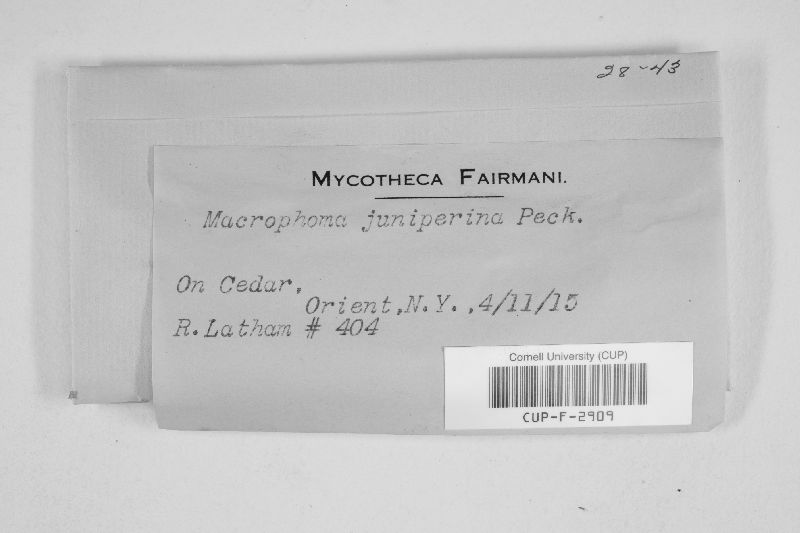 28-43
MYCOTHECA FAIRMANI.
Macrophoma juniperina Peck.
On Cedar,
Orient,N.Y.,4/11/15
R.Latham # 404
Cornell University (CUP)
CUP-F-2909